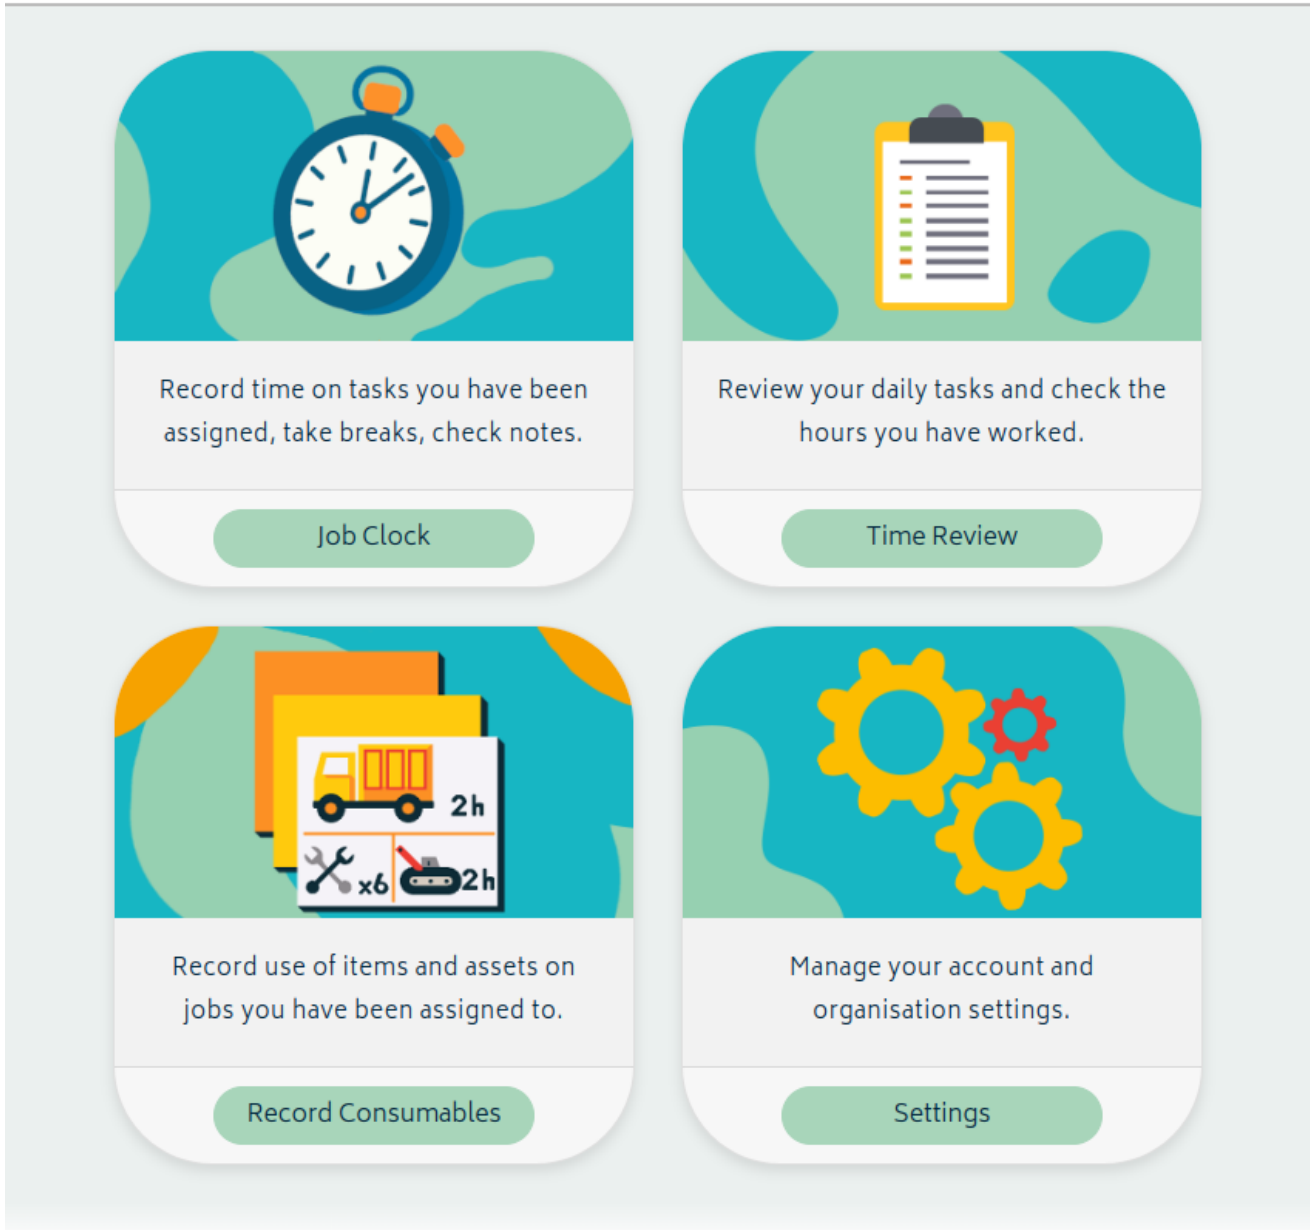 Record time on tasks you have been
assigned, take breaks, check notes.
Job Clock
Review your daily tasks and check the
hours you have worked.
Time Review
2h
x6
2h
Record use of items and assets on
jobs you have been assigned to.
Record Consumables
Manage your account and
organisation settings.
Settings